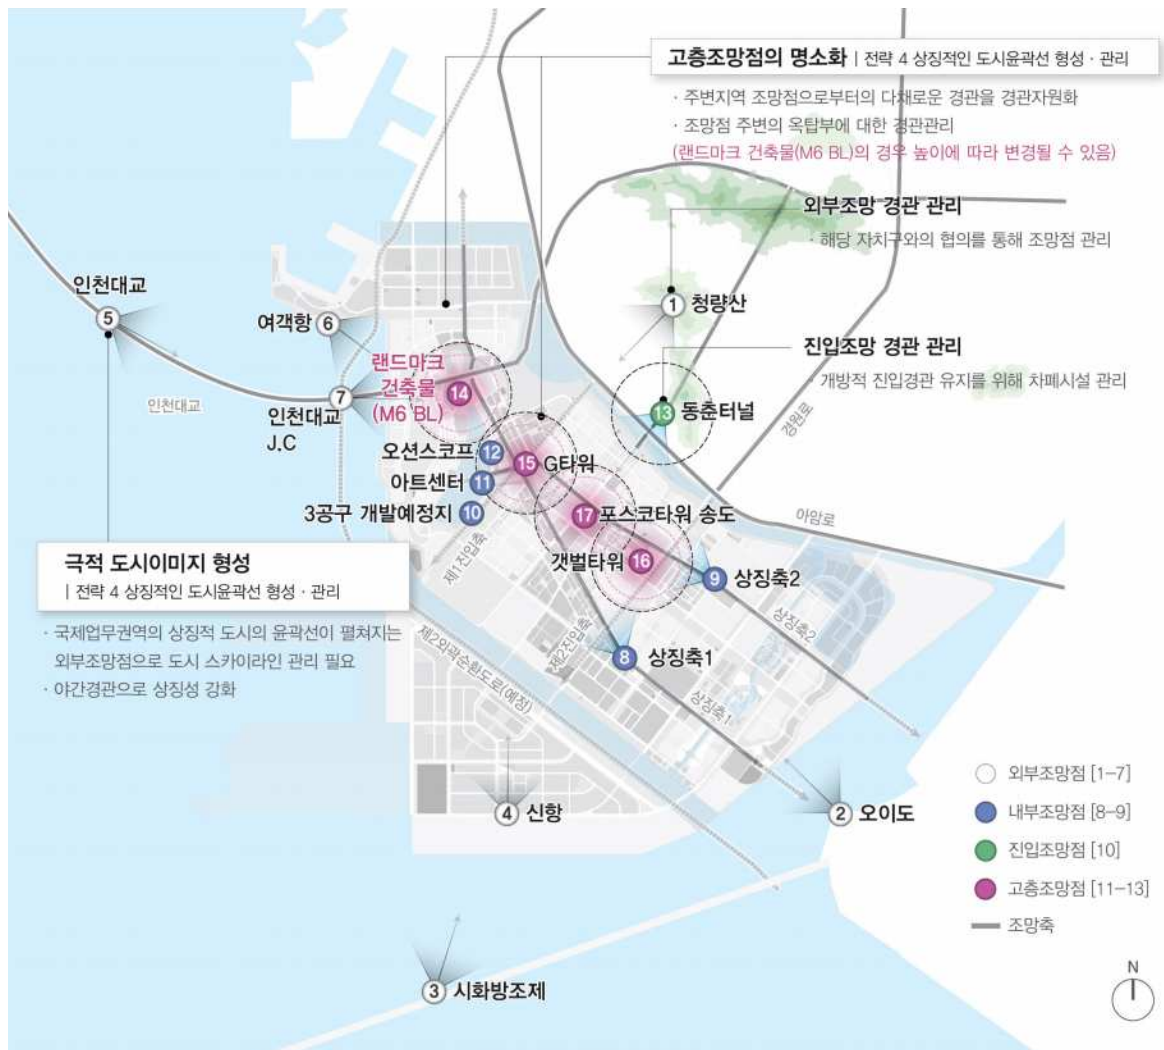 고층조망점의 명소화 | 전략 4 상징적인 도시윤곽선 형성 · 관리
· 주변지역 조망점으로부터의 다채로운 경관을 경관자원화
· 조망점 주변의 옥탑부에 대한 경관관리
(랜드마크 건축물(M6 BL)의 경우 높이에 따라 변경될 수 있음)
외부조망 경관 관리
· 해당 자치구와의 협의를 통해 조망점 관리
인천대교
5
여객항
6
1
청량산
진입조망 경관 관리
· 개방적 진입경관 유지를 위해 차폐시설 관리
랜드마크
건축물
(M6 BL)
14
인천대교
7
인천대교
J.C
13
동춘터널
경원로
오션스코프
12
15
G타워
아트센터
11
3공구 개발예정지
10
17
포스코타워 송도
아암로
갯벌타워
16
제1진입축
9
상징축2
극적 도시이미지 형성
| 전략 4 상징적인 도시윤곽선 형성 · 관리
· 국제업무권역의 상징적 도시의 윤곽선이 펼쳐지는
외부조망점으로 도시 스카이라인 관리 필요
· 야간경관으로 상징성 강화
제2진입축
8
상징축1
상징축2
제2외곽순환도로(예정)
상징축1
4
신항
2
오이도
3
시화방조제
외부조망점 [1-7]
내부조망점 [8-9]
진입조망점 [10]
고층조망점 [11-13]
조망축
N